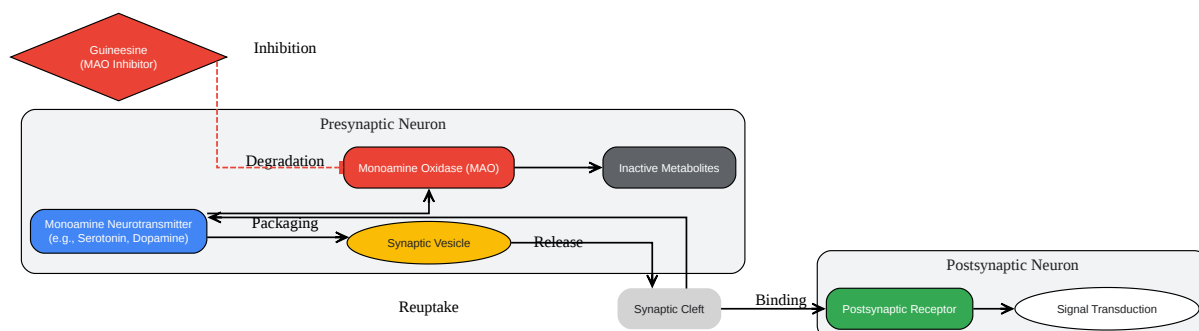 Guineesine
(MAO Inhibitor)
Inhibition
Presynaptic Neuron
Degradation
Monoamine Oxidase (MAO)
Inactive Metabolites
Monoamine Neurotransmitter
(e.g., Serotonin, Dopamine)
Packaging
Synaptic Vesicle
Release
Postsynaptic Neuron
Reuptake
Synaptic Cleft
Binding
Postsynaptic Receptor
Signal Transduction